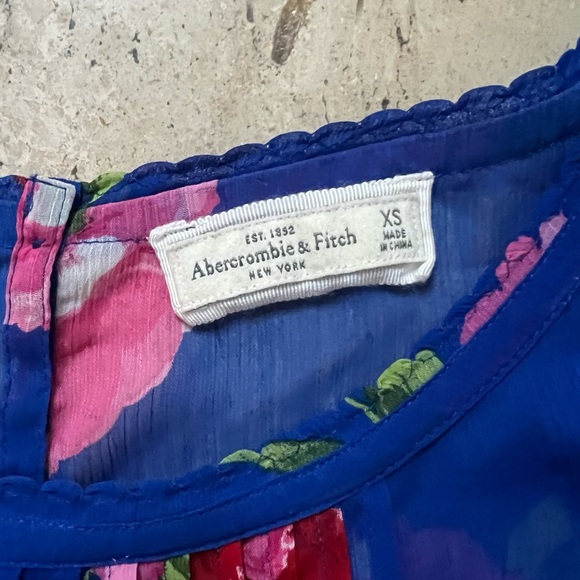 EST. 1892
Abercrombie & Fitch
NEW YORK
XS
MADE
IN CHINA